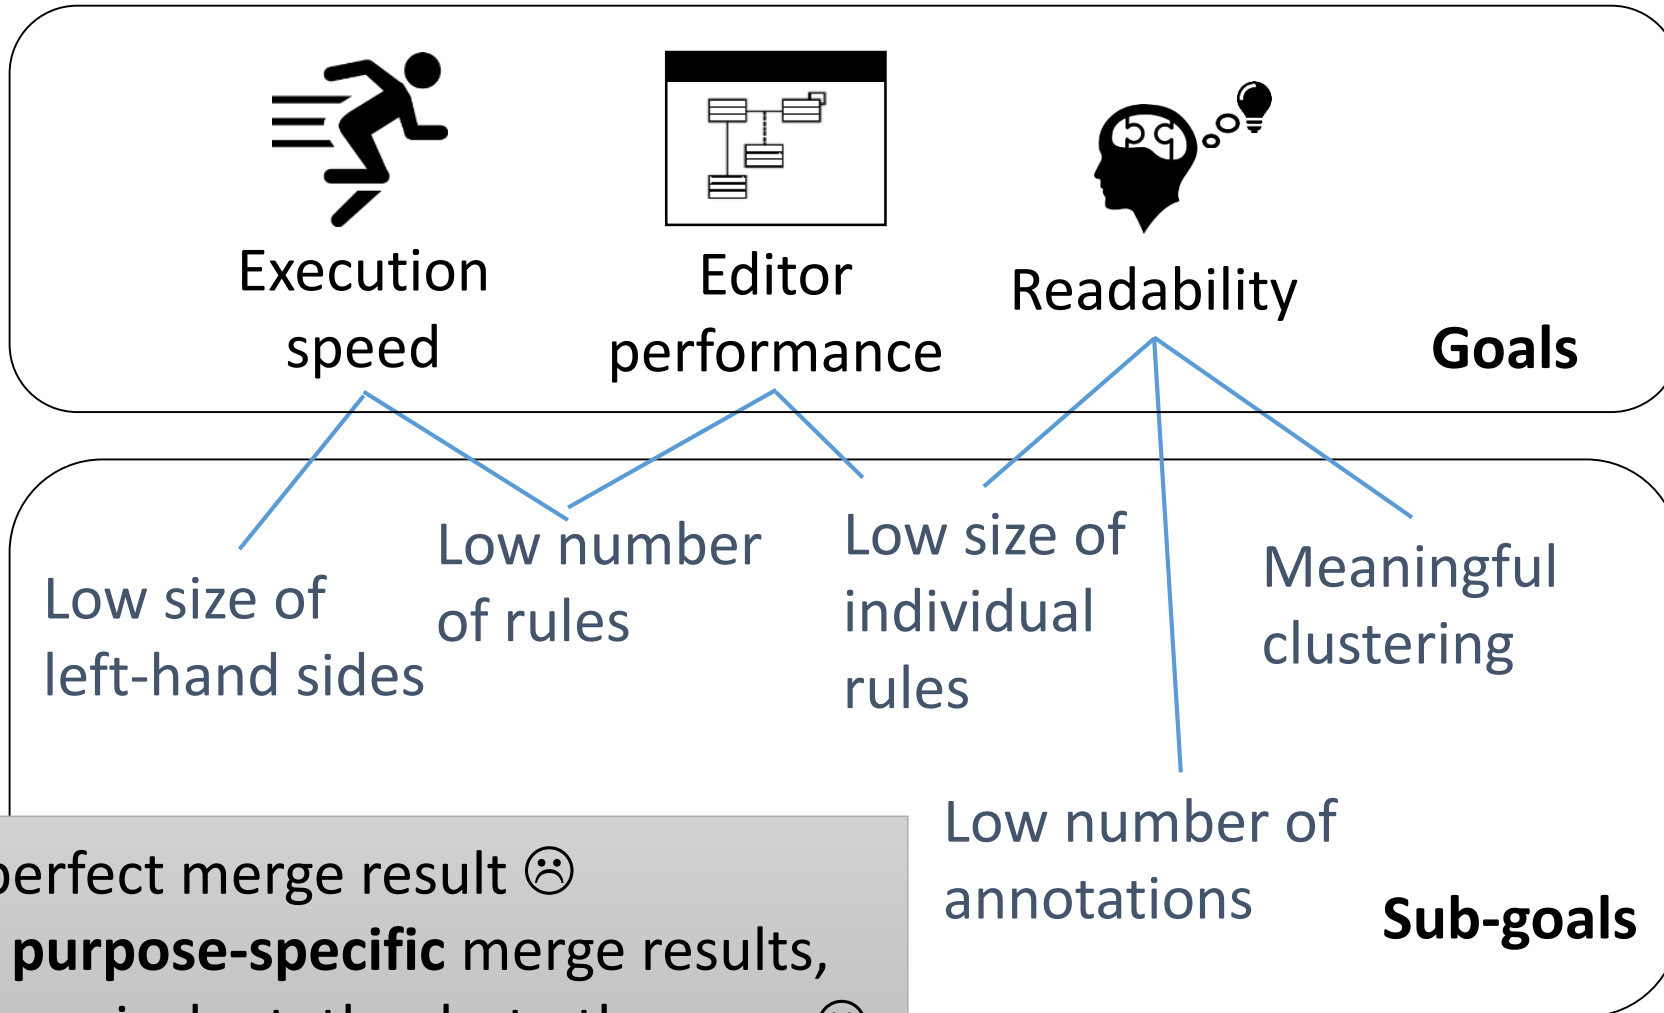 Execution
speed
Editor
performance
Readability
Goals
Low size of
left-hand sides
Low number
of rules
Low size of
individual
rules
Meaningful
clustering
Low number of
annotations
Sub-goals
perfect merge result ☹
purpose-specific merge results,